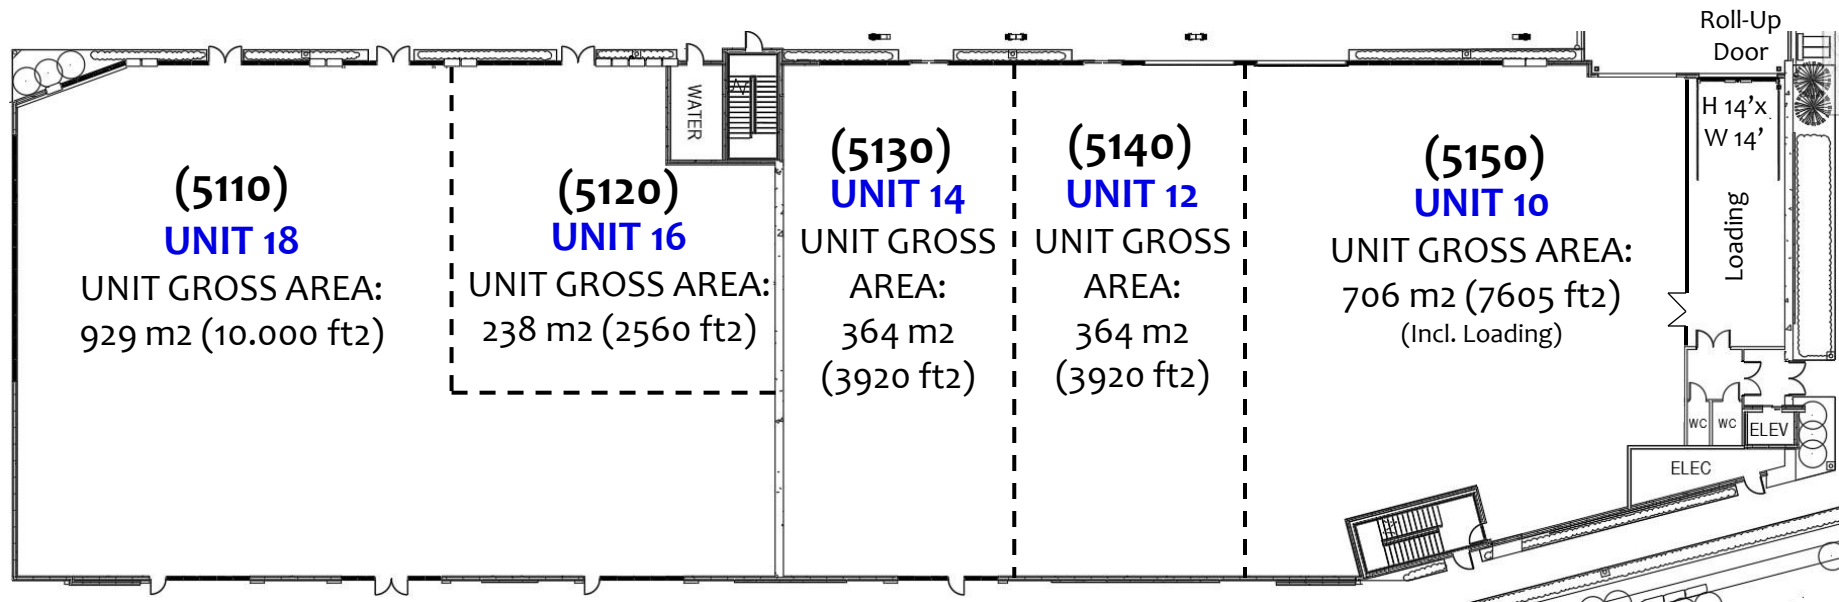 (5110)
UNIT 18
UNIT GROSS AREA:
929 m2 (10.000 ft2)
(5120)
UNIT 16
UNIT GROSS AREA:
238 m2 (2560 ft2)
WATER
(5130)
UNIT 14
UNIT GROSS
AREA:
364 m2
(3920 ft2)
(5140)
UNIT 12
UNIT GROSS
AREA:
364 m2
(3920 ft2)
(5150)
UNIT 10
UNIT GROSS AREA:
706 m2 (7605 ft2)
(Incl. Loading)
Roll-Up
Door
H 14’x
W 14’
Loading
WC
WC
ELEV
ELEC